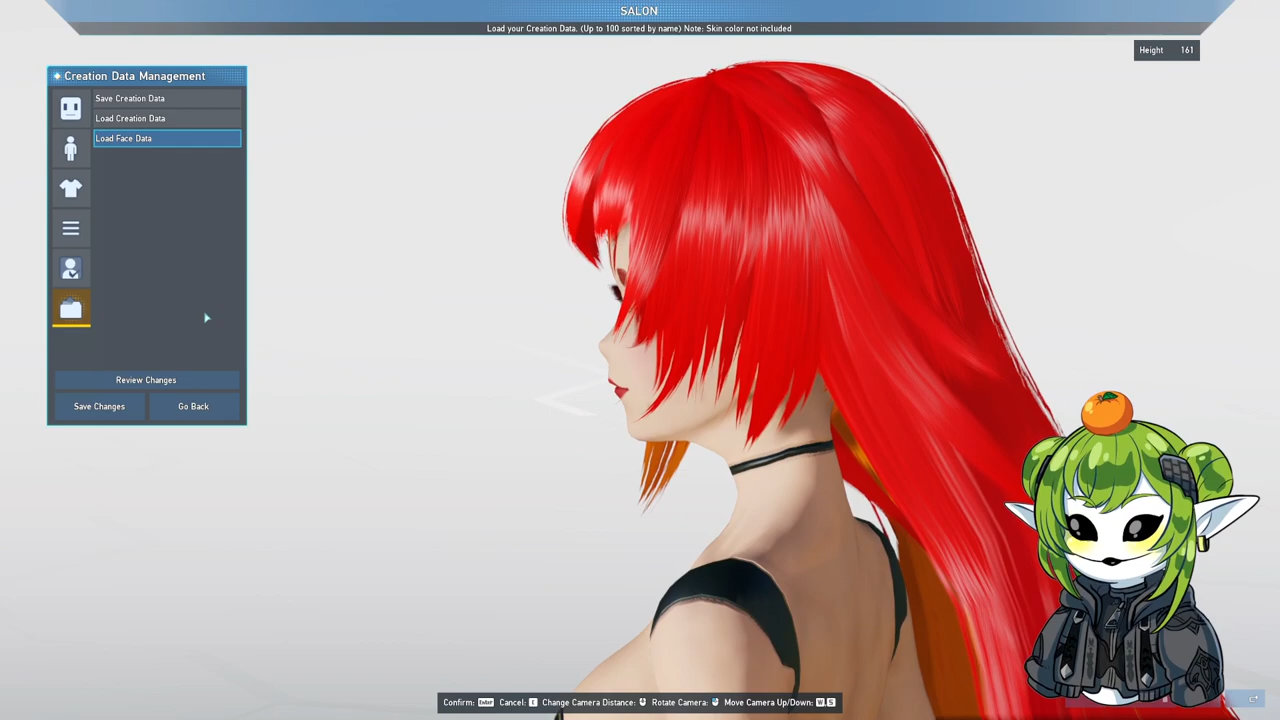 SALON
Load your Creation Data. (Up to 100 sorted by name) Note: Skin color not included
Height 161
Creation Data Management
Save Creation Data
Load Creation Data
Load Face Data
Review Changes
Save Changes Go Back
Confirm: Enter Cancel: E Change Camera Distance: Rotate Camera: Move Camera Up/Down: W S